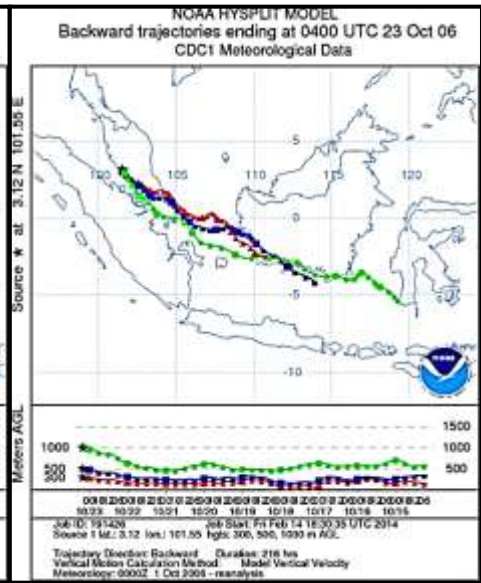 NOAA HYSPLIT MODEL
Backward trajectories ending at 0400 UTC 23 Oct 06
CDC1 Meteorological Data
Source ★ at 3.12 N 101.55 E
100 105 110 115 120
5
0
-5
-10
Meters AGL
1500
1000 1000
500 500
300
10/23 10/22 10/21 10/20 10/19 10/18 10/17 10/16 10/15
Job ID: 191426 Job Start: Fri Feb 14 18:30:35 UTC 2014
Source 1 lat.: 3.12 lon.: 101.55 hgts: 300, 500, 1000 m AGL
Trajectory Direction: Backward Duration: 216 hrs
Vertical Motion Calculation Method: Model Vertical Velocity
Meteorology: 0000Z 1 Oct 2006 - reanalysis